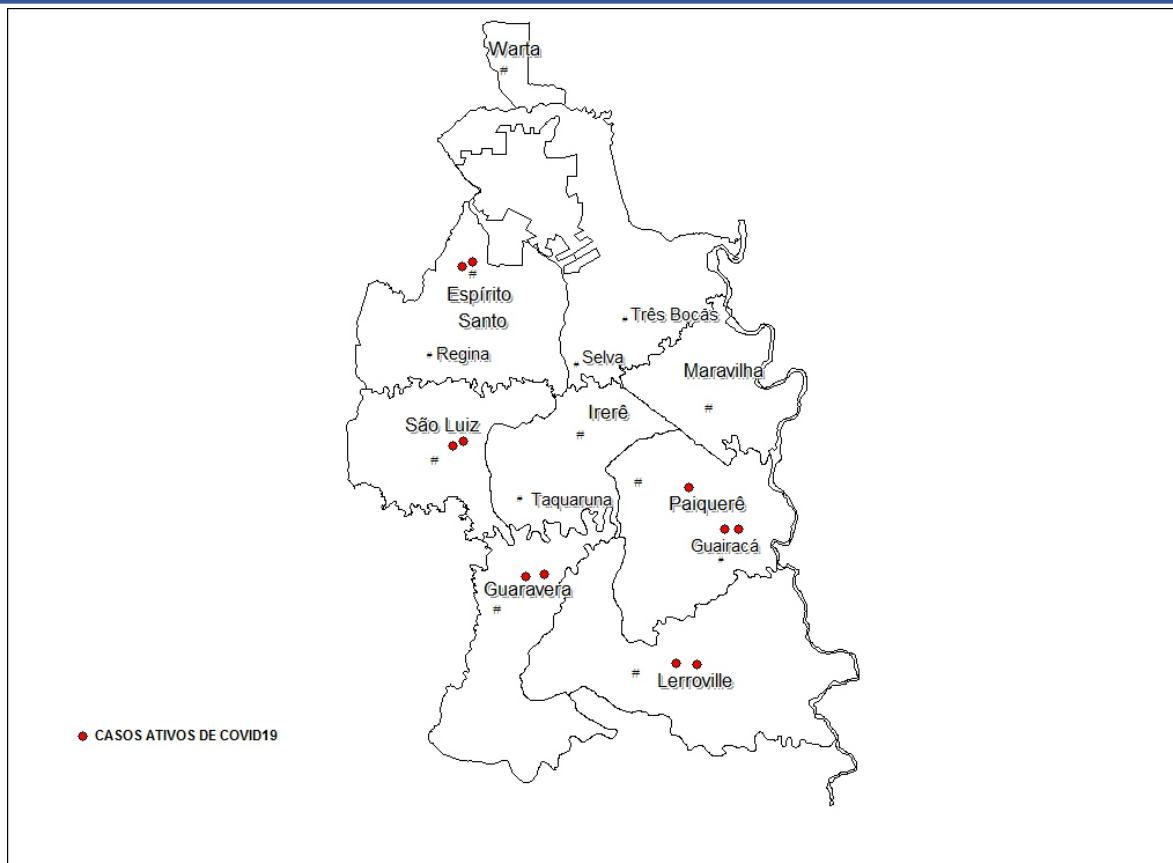 Warta
#
#
Espírito
Santo
Três Bocas
Regina
Selva
Maravilha
#
Irerê
#
São Luiz
#
#
Paiquerê
Taquaruna
Guairacá
Guaravera
#
#
Lerroville
CASOS ATIVOS DE COVID19